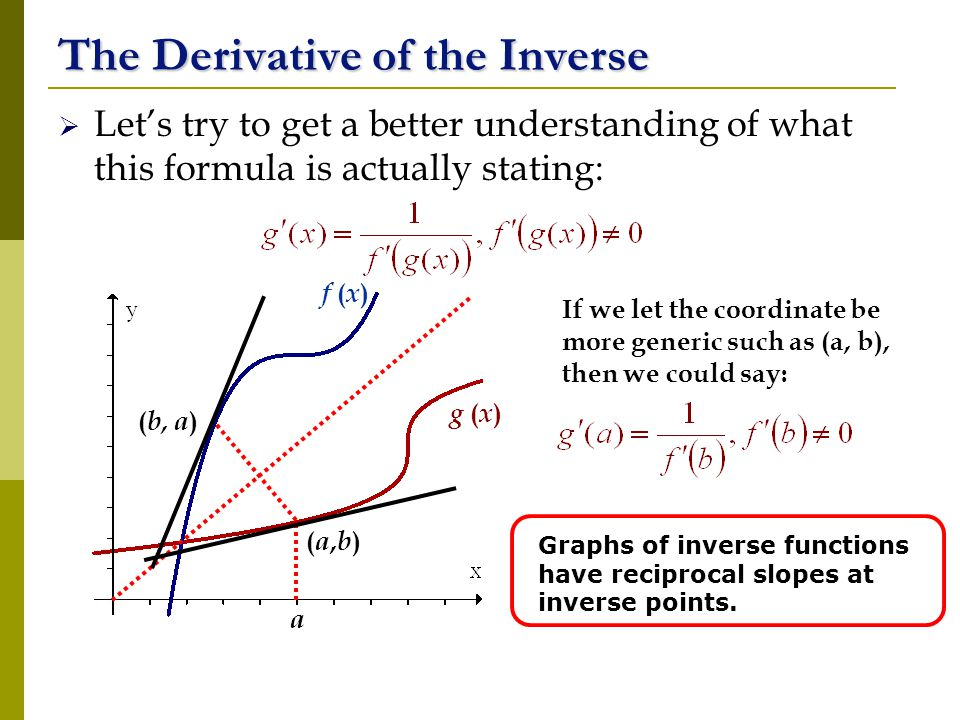 The Derivative of the Inverse
Let's try to get a better understanding of what
this formula is actually stating:
g′(x) = 1 / f′(g(x)), f′(g(x)) ≠ 0
f (x)
y
If we let the coordinate be
more generic such as (a, b),
then we could say:
g′(a) = 1 / f′(b), f′(b) ≠ 0
(b, a)
g (x)
(a,b)
x
a
Graphs of inverse functions
have reciprocal slopes at
inverse points.